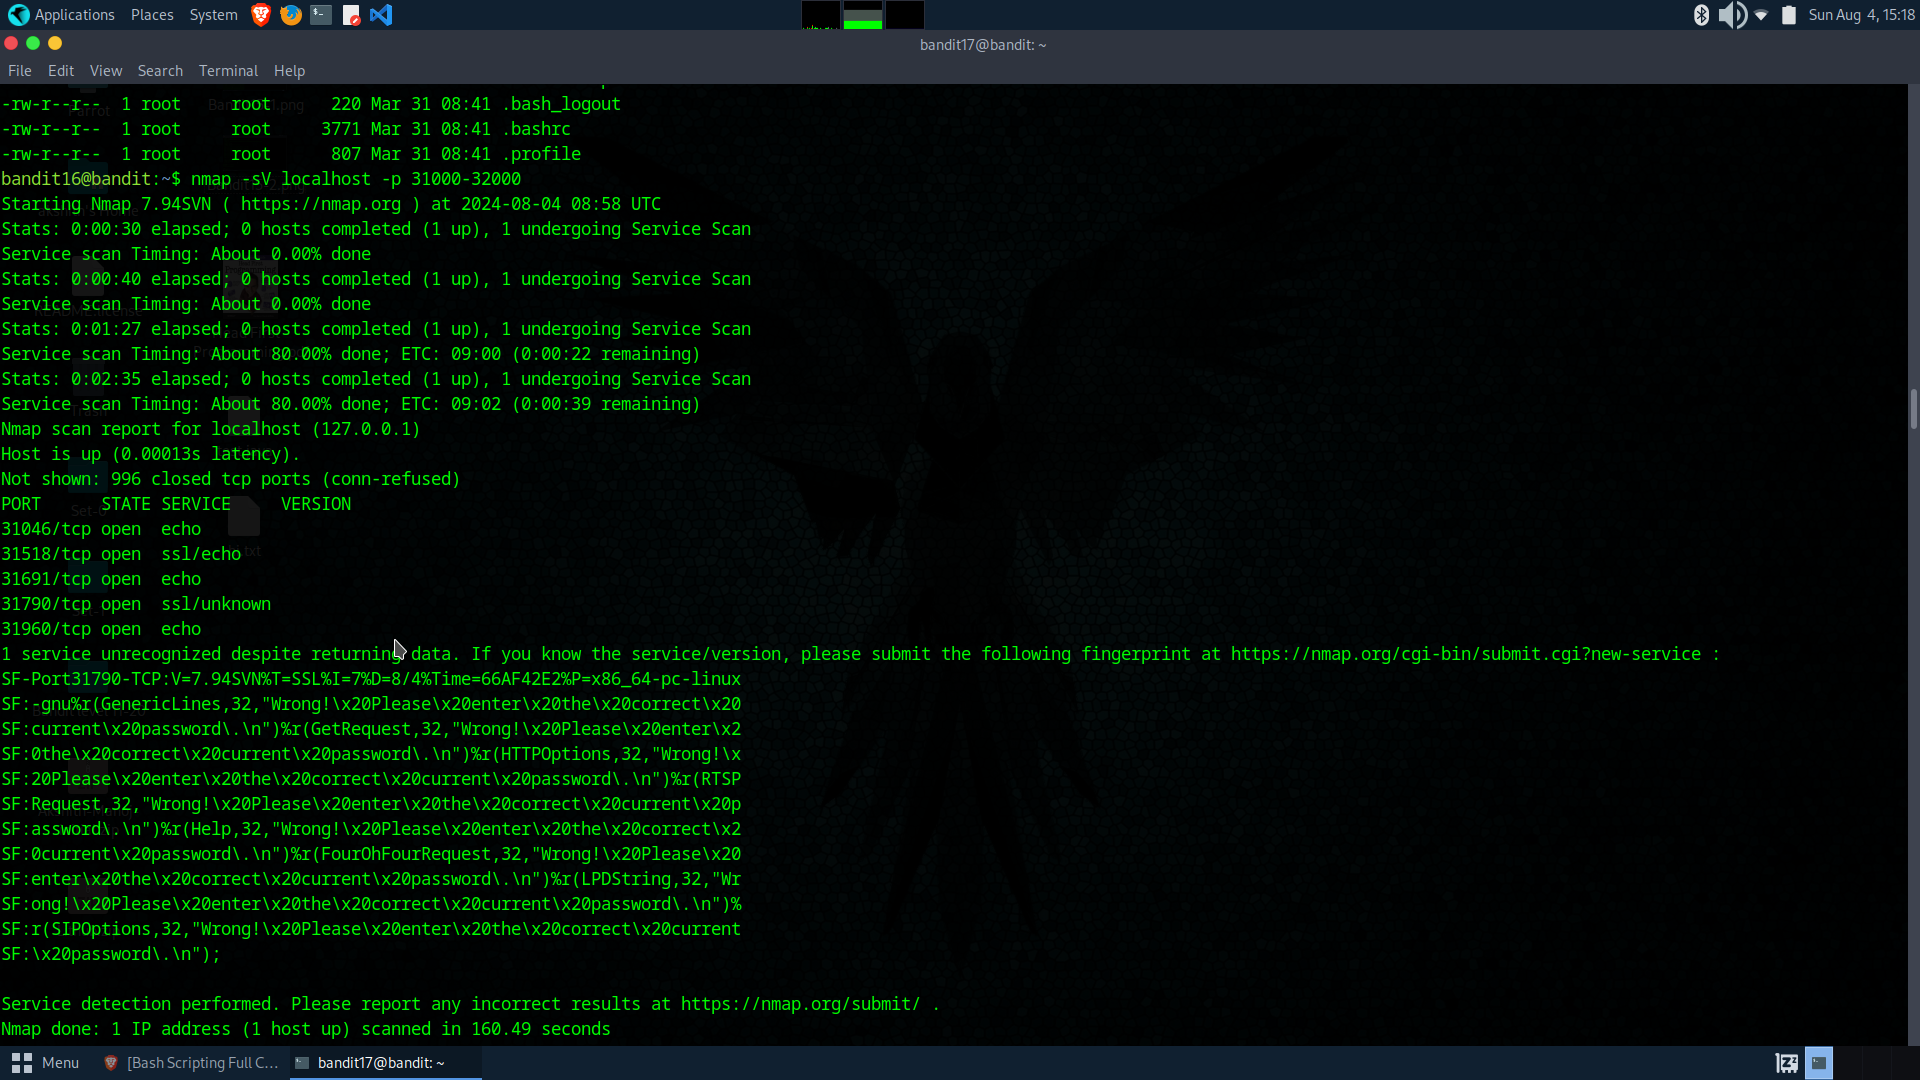 Applications Places System
Sun Aug 4, 15:18
bandit17@bandit: ~
File Edit View Search Terminal Help
-rw-r--r-- 1 root root 220 Mar 31 08:41 .bash_logout
-rw-r--r-- 1 root root 3771 Mar 31 08:41 .bashrc
-rw-r--r-- 1 root root 807 Mar 31 08:41 .profile
bandit16@bandit:~$ nmap -sV localhost -p 31000-32000
Starting Nmap 7.94SVN ( https://nmap.org ) at 2024-08-04 08:58 UTC
Stats: 0:00:30 elapsed; 0 hosts completed (1 up), 1 undergoing Service Scan
Service scan Timing: About 0.00% done
Stats: 0:00:40 elapsed; 0 hosts completed (1 up), 1 undergoing Service Scan
Service scan Timing: About 0.00% done
Stats: 0:01:27 elapsed; 0 hosts completed (1 up), 1 undergoing Service Scan
Service scan Timing: About 80.00% done; ETC: 09:00 (0:00:22 remaining)
Stats: 0:02:35 elapsed; 0 hosts completed (1 up), 1 undergoing Service Scan
Service scan Timing: About 80.00% done; ETC: 09:02 (0:00:39 remaining)
Nmap scan report for localhost (127.0.0.1)
Host is up (0.00013s latency).
Not shown: 996 closed tcp ports (conn-refused)
PORT STATE SERVICE VERSION
31046/tcp open echo
31518/tcp open ssl/echo
31691/tcp open echo
31790/tcp open ssl/unknown
31960/tcp open echo
1 service unrecognized despite returning data. If you know the service/version, please submit the following fingerprint at https://nmap.org/cgi-bin/submit.cgi?new-service :
SF-Port31790-TCP:V=7.94SVN%T=SSL%I=7%D=8/4%Time=66AF42E2%P=x86_64-pc-linux
SF:-gnu%r(GenericLines,32,"Wrong!\x20Please\x20enter\x20the\x20correct\x20
SF:current\x20password\.\n")%r(GetRequest,32,"Wrong!\x20Please\x20enter\x2
SF:0the\x20correct\x20current\x20password\.\n")%r(HTTPOptions,32,"Wrong!\x
SF:20Please\x20enter\x20the\x20correct\x20current\x20password\.\n")%r(RTSP
SF:Request,32,"Wrong!\x20Please\x20enter\x20the\x20correct\x20current\x20p
SF:assword\.\n")%r(Help,32,"Wrong!\x20Please\x20enter\x20the\x20correct\x2
SF:0current\x20password\.\n")%r(FourOhFourRequest,32,"Wrong!\x20Please\x20
SF:enter\x20the\x20correct\x20current\x20password\.\n")%r(LPDString,32,"Wr
SF:ong!\x20Please\x20enter\x20the\x20correct\x20current\x20password\.\n")%
SF:r(SIPOptions,32,"Wrong!\x20Please\x20enter\x20the\x20correct\x20current
SF:\x20password\.\n");
Service detection performed. Please report any incorrect results at https://nmap.org/submit/ .
Nmap done: 1 IP address (1 host up) scanned in 160.49 seconds
Menu [Bash Scripting Full C... bandit17@bandit: ~